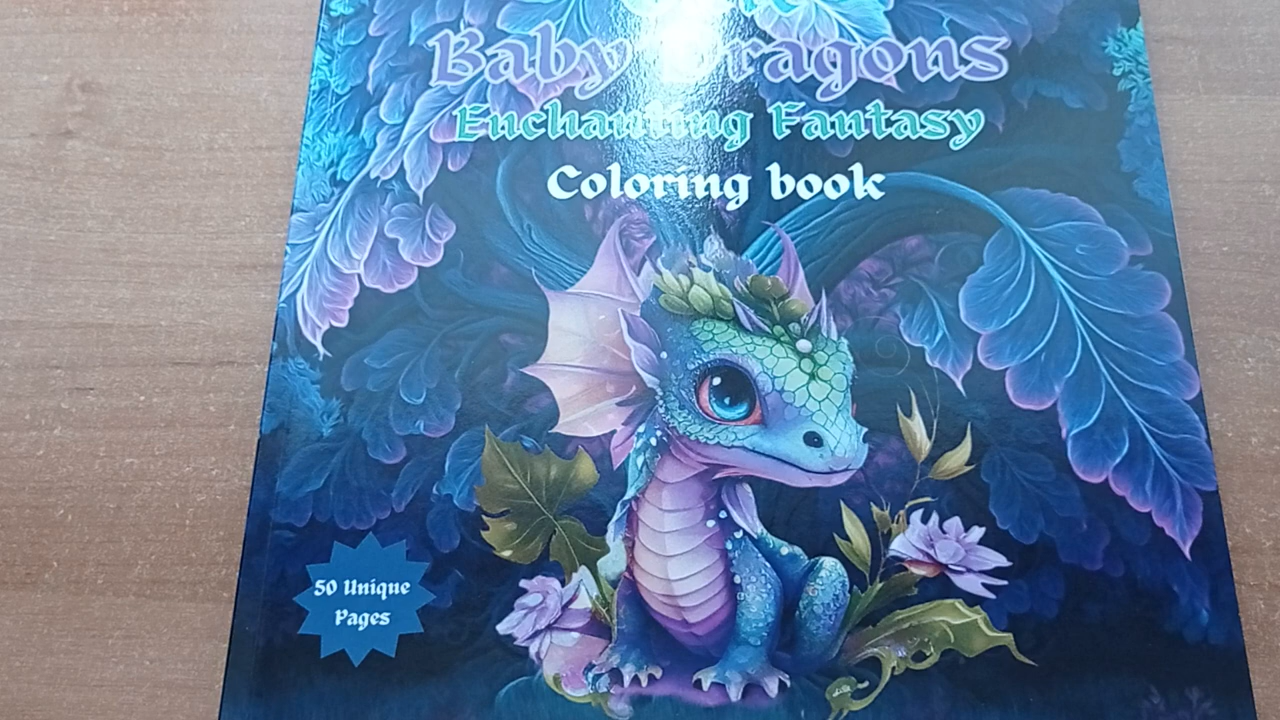 Baby Dragons
Enchanting Fantasy
Coloring book
50 Unique
Pages